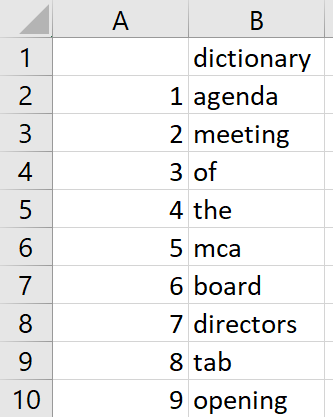 A B
1 dictionary
2 1 agenda
3 2 meeting
4 3 of
5 4 the
6 5 mca
7 6 board
8 7 directors
9 8 tab
10 9 opening